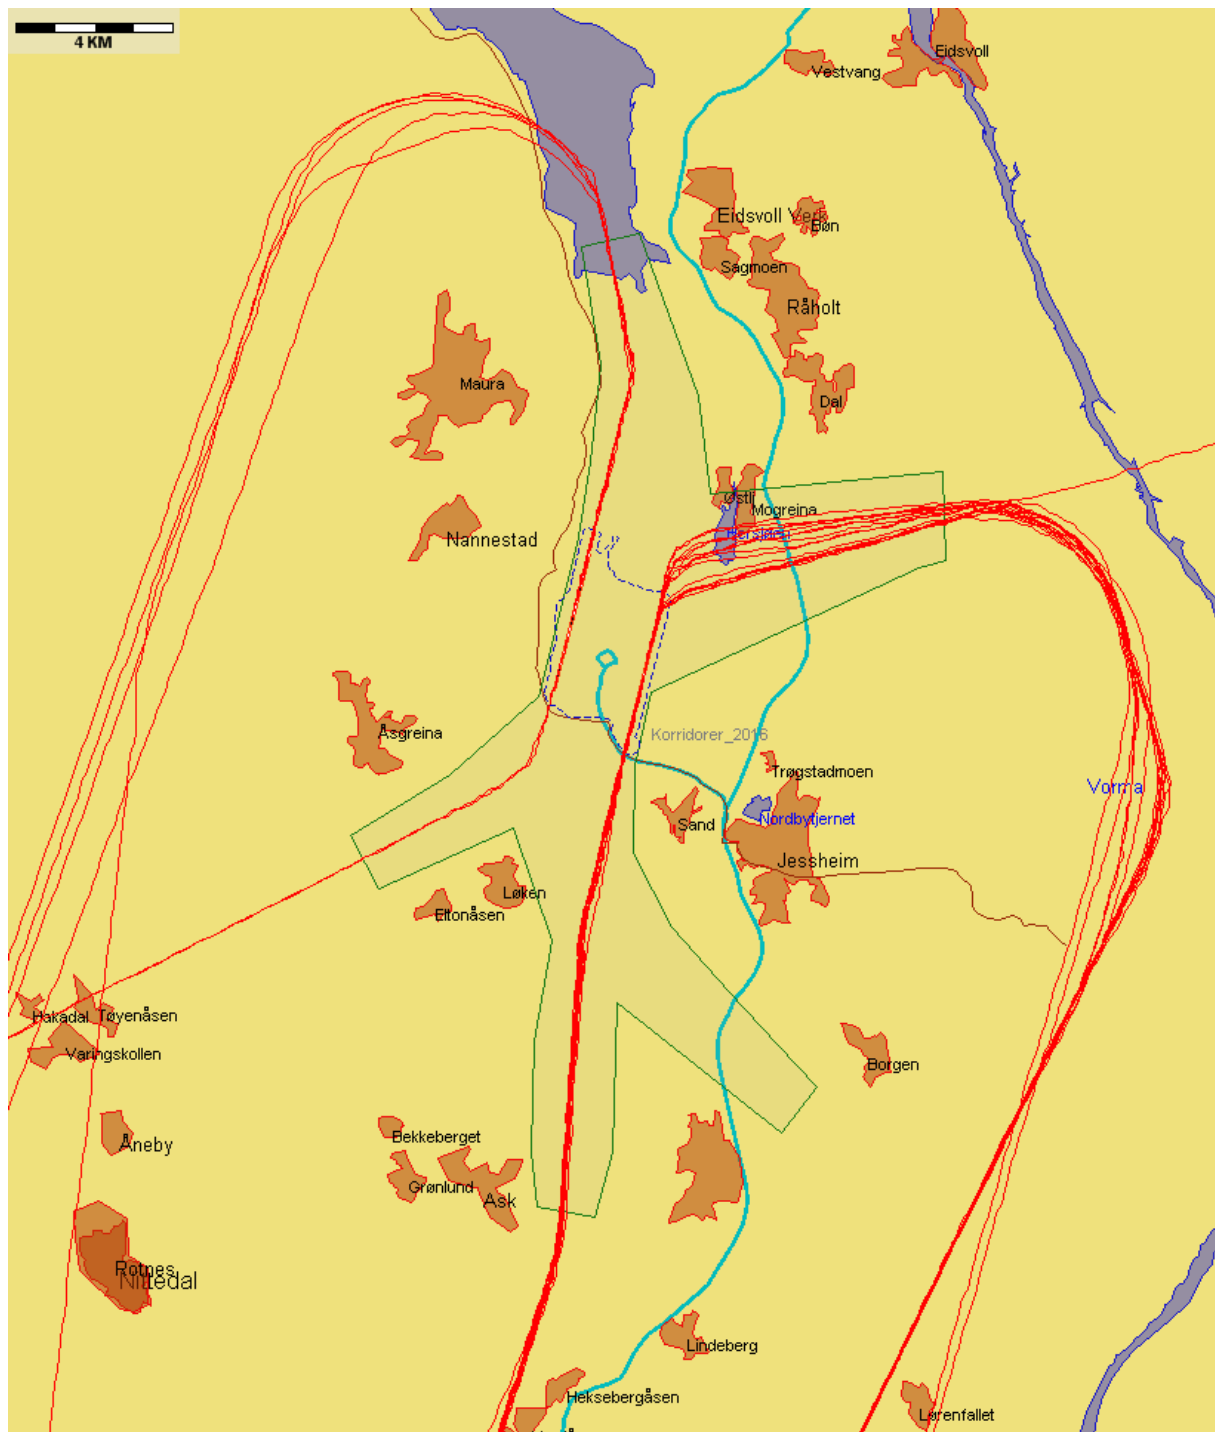 4 KM
Eidsvoll
Vestvang
Eidsvoll Verk
Bøn
Sagmoen
Råholt
Maura
Dal
Mogreina
Nannestad
Åsgreina
Korridorer_2016
Trøgstadmoen
Vorma
Nordbytjernet
Sand
Jessheim
Løken
Eltonåsen
Hakadal
Tøyenåsen
Varingskollen
Borgen
Bekkeberget
Åneby
Grønlund
Ask
Rotnes
Nittedal
Lindeberg
Heksebergåsen
Lørenfallet